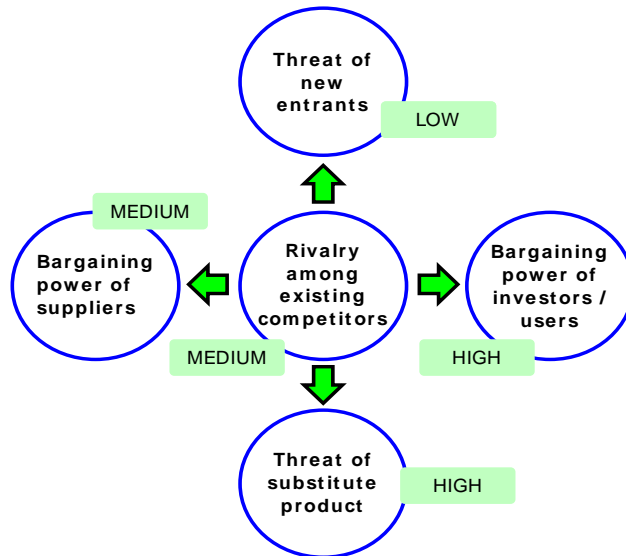 Threat of
new
entrants
LOW
MEDIUM
Bargaining
power of
suppliers
Rivalry
among
existing
competitors
MEDIUM
Bargaining
power of
investors /
users
HIGH
Threat of
substitute
product
HIGH